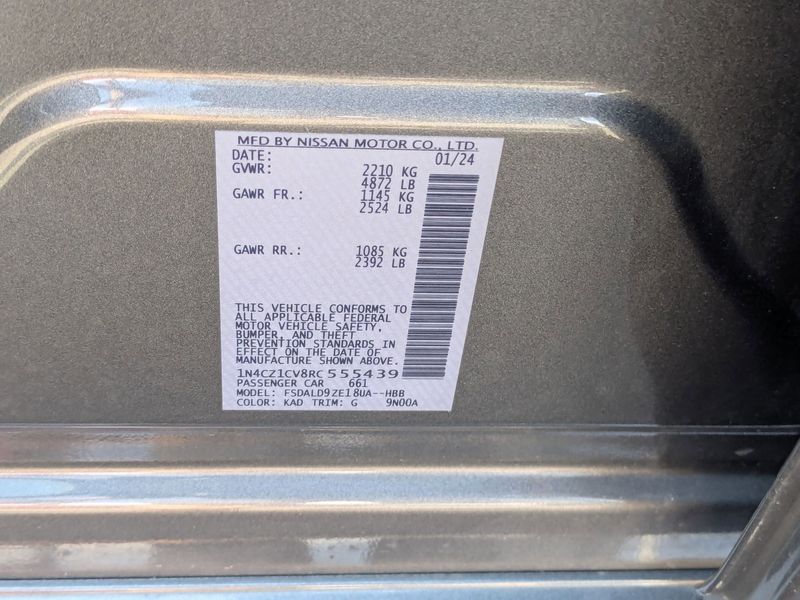 MFD BY NISSAN MOTOR CO., LTD.
DATE: 01/24
GVWR: 2210 KG
4872 LB
GAWR FR.: 1145 KG
2524 LB
GAWR RR.: 1085 KG
2392 LB
THIS VEHICLE CONFORMS TO
ALL APPLICABLE FEDERAL
MOTOR VEHICLE SAFETY,
BUMPER, AND THEFT
PREVENTION STANDARDS IN
EFFECT ON THE DATE OF
MANUFACTURE SHOWN ABOVE.
1N4CZ1CV8RC555439
PASSENGER CAR 661
MODEL: FSDALD9ZE18UA--HBB
COLOR: KAD TRIM: G 9N00A